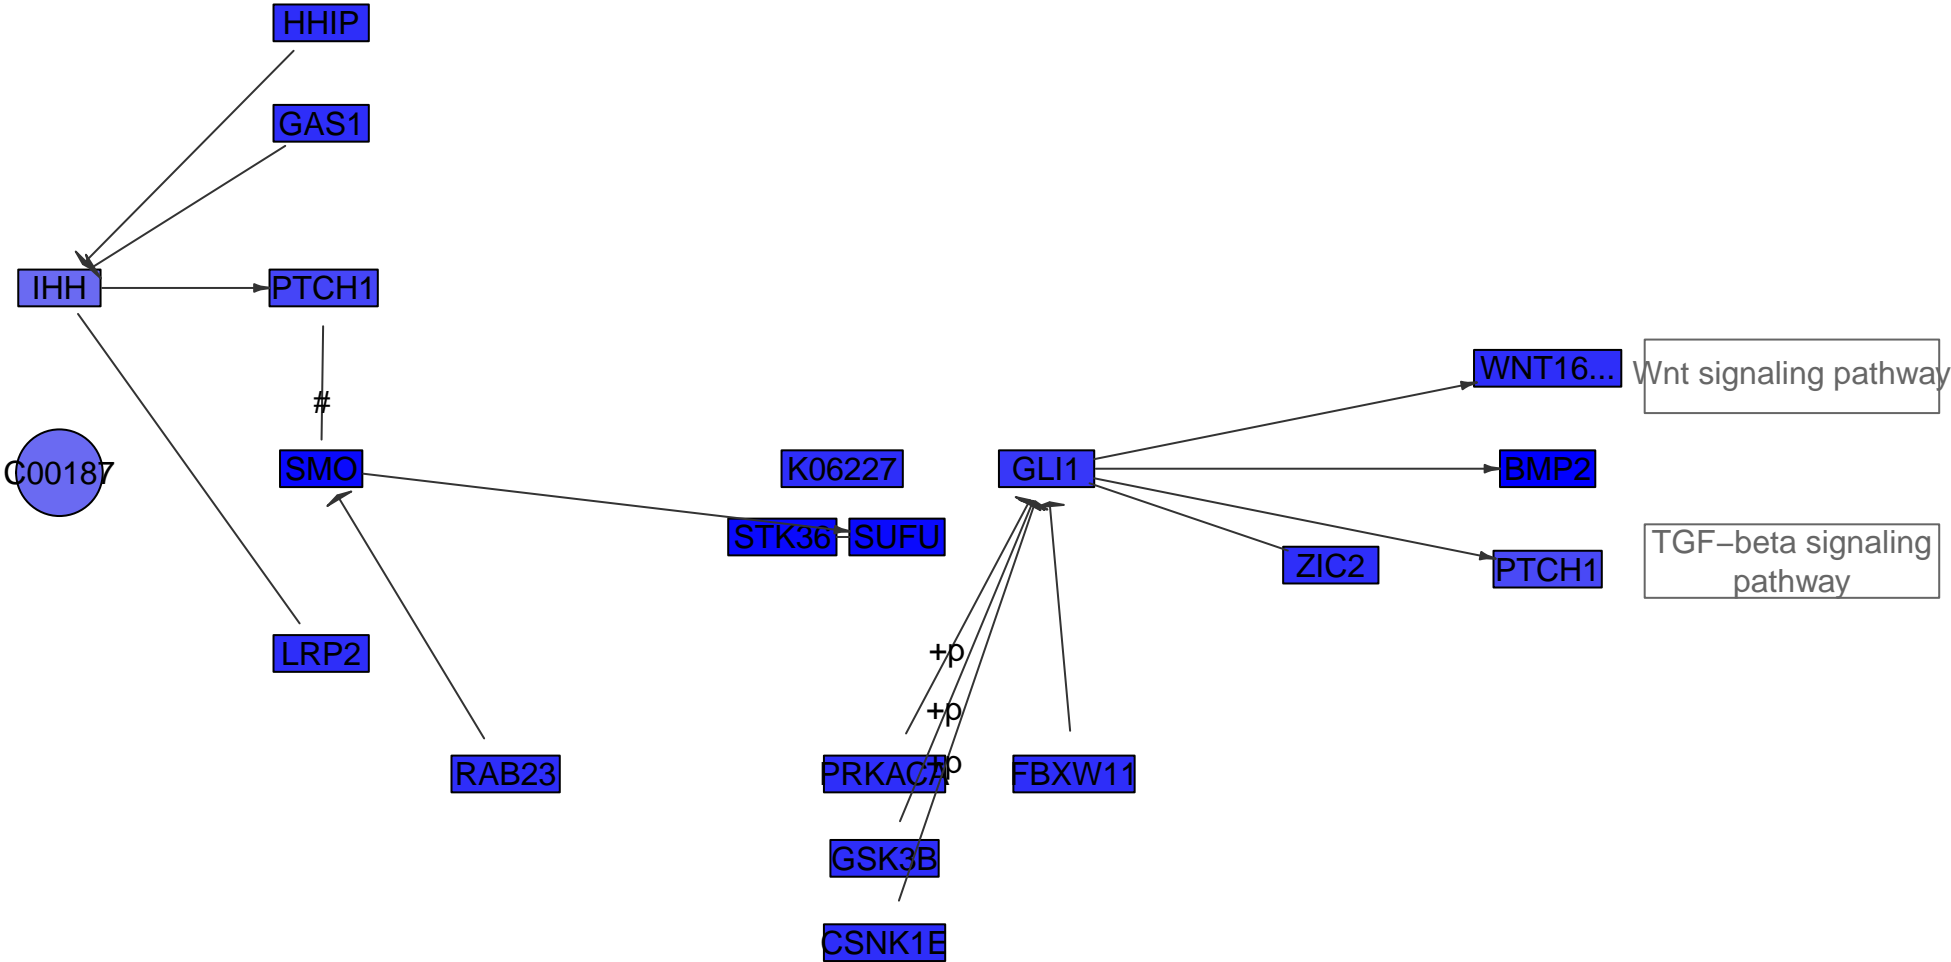 HHIP
GAS1
IHH
PTCH1
WNT16...
Wnt signaling pathway
#
C00187
SMO
K06227
GLI1
BMP2
STK36
SUFU
TGF−beta signaling
pathway
ZIC2
PTCH1
LRP2
+p
+p
+p
RAB23
PRKACA
FBXW11
GSK3B
CSNK1E